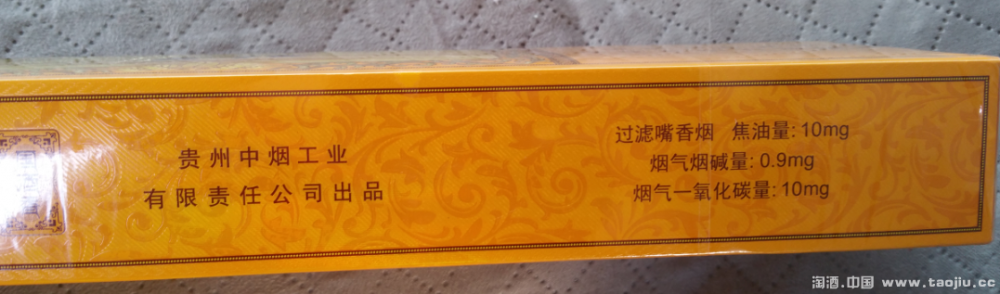 贵州中烟工业
有限责任公司出品
过滤嘴香烟 焦油量:10mg
烟气烟碱量:0.9mg
烟气一氧化碳量:10mg
淘酒.中国 www.taojiu.cc